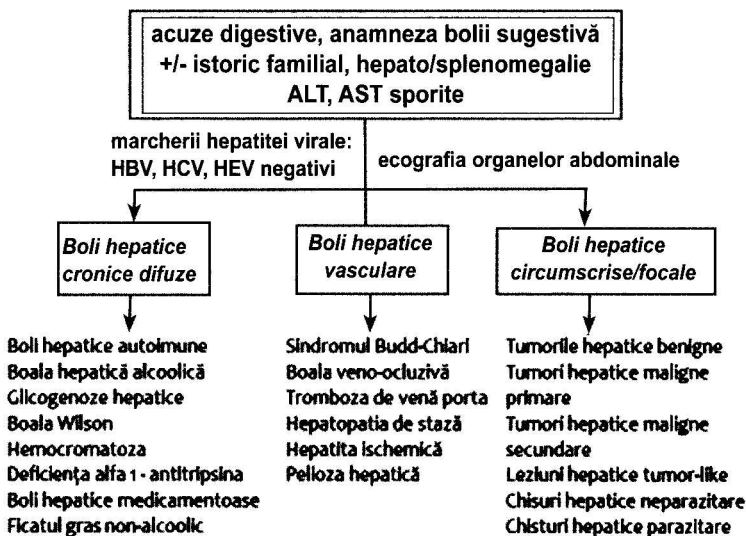 acuze digestive, anamneza bolii sugestivă
+/- istoric familial, hepato/splenomegalie
ALT, AST sporite
marcherii hepatitei virale:
HBV, HCV, HEV negativi
ecografia organelor abdominale
Boli hepatice
cronice difuze
Boli hepatice
vasculare
Boli hepatice
circumscrise/focale
Boli hepatice autoimune
Boala hepatică alcoolică
Glicogenoze hepatice
Boala Wilson
Hemocromatoza
Deficiența alfa 1 - antitripsina
Boli hepatice medicamentoase
Ficatul gras non-alcoolic
Sindromul Budd-Chiari
Boala veno-ocluzivă
Tromboza de venă porta
Hepatopatia de stază
Hepatita ischemică
Pelioza hepatică
Tumorile hepatice benigne
Tumori hepatice maligne
primare
Tumori hepatice maligne
secundare
Leziuni hepatice tumor-like
Chisuri hepatice neparazitare
Chisturi hepatice parazitare